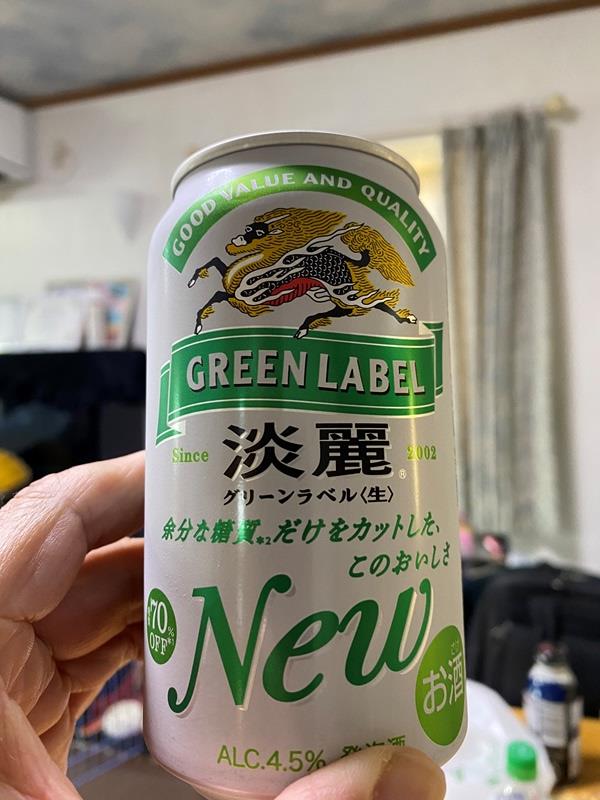 GOOD VALUE AND QUALITY
GREEN LABEL
Since 淡麗® 2002
グリーンラベル〈生〉
余分な糖質※2だけをカットした、
このおいしさ
New
70%
OFF※1
お酒
ALC.4.5%